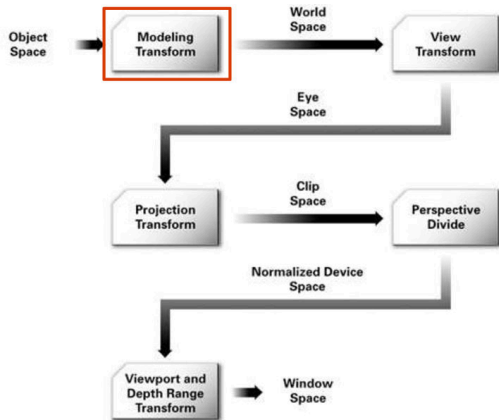 Object
Space
Modeling
Transform
World
Space
View
Transform
Eye
Space
Projection
Transform
Clip
Space
Perspective
Divide
Normalized Device
Space
Viewport and
Depth Range
Transform
Window
Space